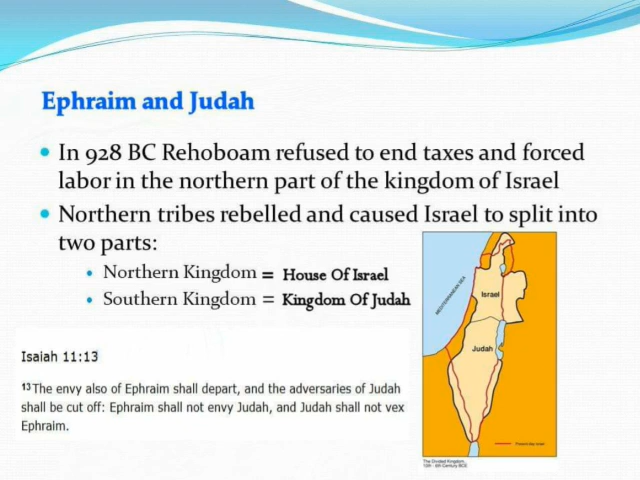 Ephraim and Judah
• In 928 BC Rehoboam refused to end taxes and forced
labor in the northern part of the kingdom of Israel
• Northern tribes rebelled and caused Israel to split into
two parts:
• Northern Kingdom = House Of Israel
• Southern Kingdom = Kingdom Of Judah
MEDITERRANEAN SEA
Israel
Judah
Isaiah 11:13
13 The envy also of Ephraim shall depart, and the adversaries of Judah
shall be cut off: Ephraim shall not envy Judah, and Judah shall not vex
Ephraim.
The Divided Kingdom,